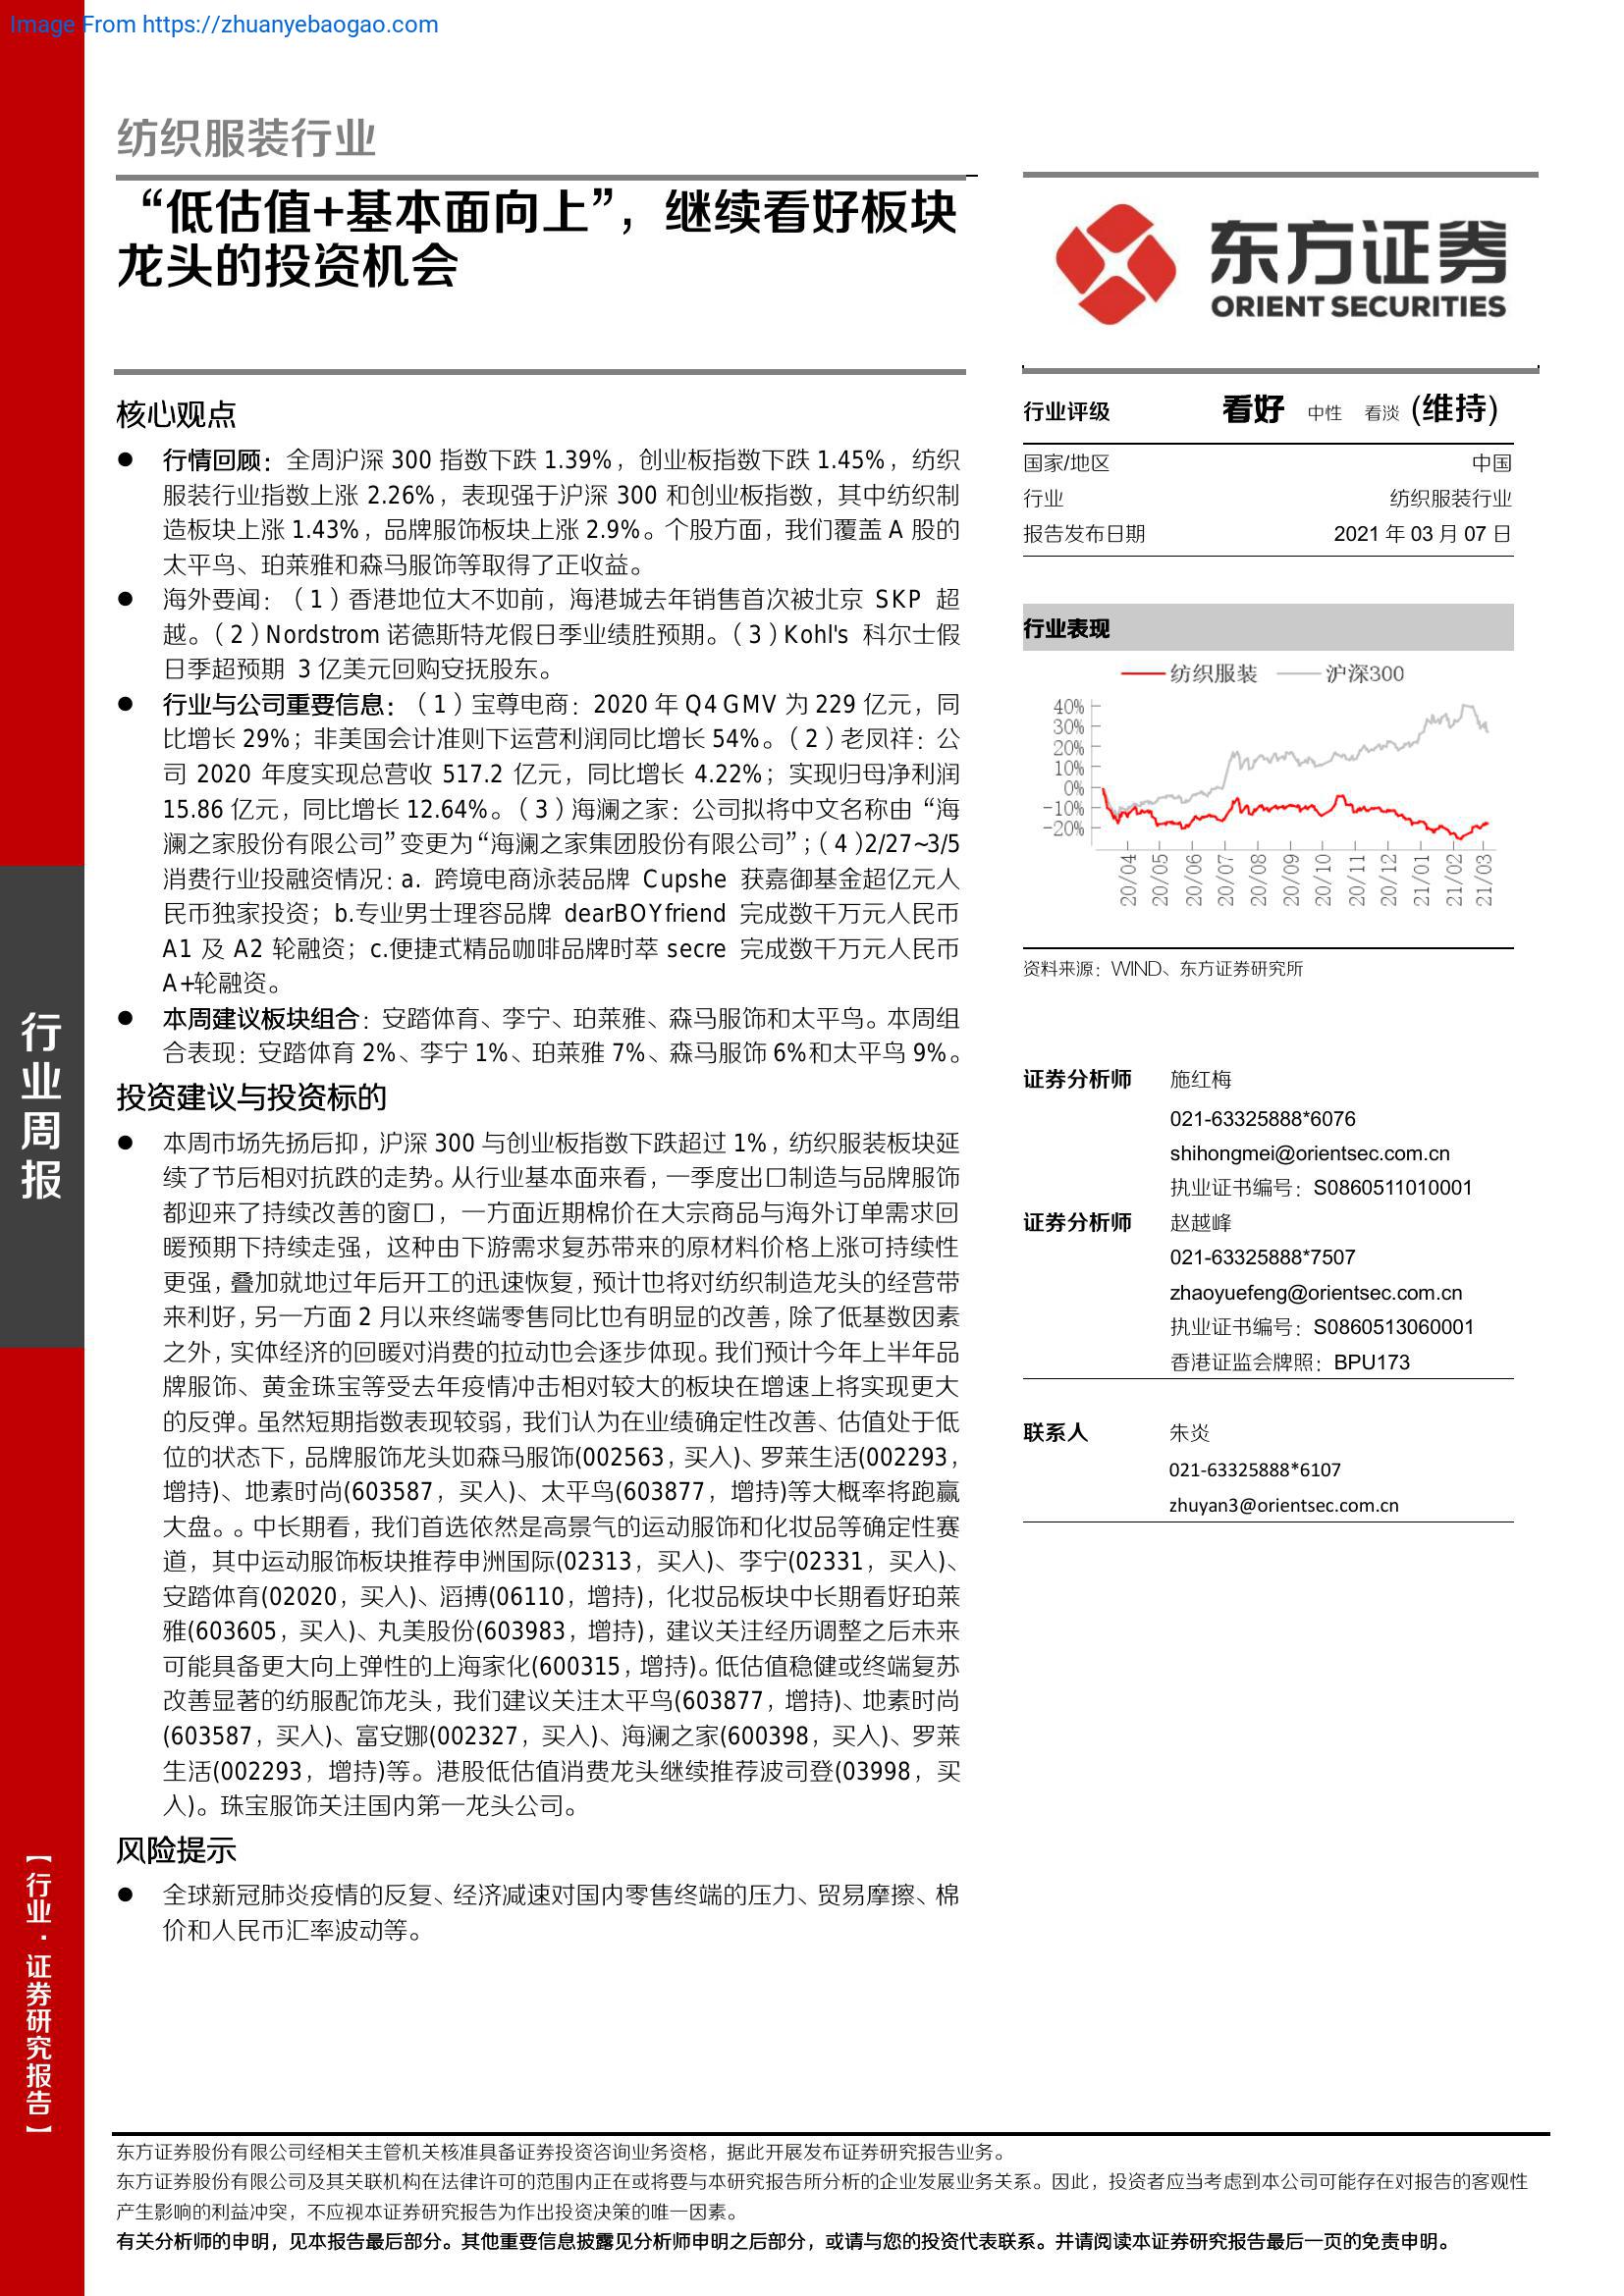 Image From https://zhuanyebaogao.com
纺织服装行业
“低估值+基本面向上”，继续看好板块
龙头的投资机会
核心观点
● 行情回顾：全周沪深 300 指数下跌 1.39%，创业板指数下跌 1.45%，纺织
服装行业指数上涨 2.26%，表现强于沪深 300 和创业板指数，其中纺织制
造板块上涨 1.43%，品牌服饰板块上涨 2.9%。个股方面，我们覆盖 A 股的
太平鸟、珀莱雅和森马服饰等取得了正收益。
● 海外要闻：（1）香港地位大不如前，海港城去年销售首次被北京 SKP 超
越。（2）Nordstrom 诺德斯特龙假日季业绩胜预期。（3）Kohl's 科尔士假
日季超预期 3 亿美元回购安抚股东。
● 行业与公司重要信息：（1）宝尊电商：2020 年 Q4 GMV 为 229 亿元，同
比增长 29%；非美国会计准则下运营利润同比增长 54%。（2）老凤祥：公
司 2020 年度实现总营收 517.2 亿元，同比增长 4.22%；实现归母净利润
15.86 亿元，同比增长 12.64%。（3）海澜之家：公司拟将中文名称由“海
澜之家股份有限公司”变更为“海澜之家集团股份有限公司”；（4）2/27~3/5
消费行业投融资情况：a. 跨境电商泳装品牌 Cupshe 获嘉御基金超亿元人
民币独家投资；b.专业男士理容品牌 dearBOYfriend 完成数千万元人民币
A1 及 A2 轮融资；c.便捷式精品咖啡品牌时萃 secre 完成数千万元人民币
A+轮融资。
● 本周建议板块组合：安踏体育、李宁、珀莱雅、森马服饰和太平鸟。本周组
合表现：安踏体育 2%、李宁 1%、珀莱雅 7%、森马服饰 6%和太平鸟 9%。
投资建议与投资标的
● 本周市场先扬后抑，沪深 300 与创业板指数下跌超过 1%，纺织服装板块延
续了节后相对抗跌的走势。从行业基本面来看，一季度出口制造与品牌服饰
都迎来了持续改善的窗口，一方面近期棉价在大宗商品与海外订单需求回
暖预期下持续走强，这种由下游需求复苏带来的原材料价格上涨可持续性
更强，叠加就地过年后开工的迅速恢复，预计也将对纺织制造龙头的经营带
来利好，另一方面 2 月以来终端零售同比也有明显的改善，除了低基数因素
之外，实体经济的回暖对消费的拉动也会逐步体现。我们预计今年上半年品
牌服饰、黄金珠宝等受去年疫情冲击相对较大的板块在增速上将实现更大
的反弹。虽然短期指数表现较弱，我们认为在业绩确定性改善、估值处于低
位的状态下，品牌服饰龙头如森马服饰(002563，买入)、罗莱生活(002293，
增持)、地素时尚(603587，买入)、太平鸟(603877，增持)等大概率将跑赢
大盘。。中长期看，我们首选依然是高景气的运动服饰和化妆品等确定性赛
道，其中运动服饰板块推荐申洲国际(02313，买入)、李宁(02331，买入)、
安踏体育(02020，买入)、滔搏(06110，增持)，化妆品板块中长期看好珀莱
雅(603605，买入)、丸美股份(603983，增持)，建议关注经历调整之后未来
可能具备更大向上弹性的上海家化(600315，增持)。低估值稳健或终端复苏
改善显著的纺服配饰龙头，我们建议关注太平鸟(603877，增持)、地素时尚
(603587，买入)、富安娜(002327，买入)、海澜之家(600398，买入)、罗莱
生活(002293，增持)等。港股低估值消费龙头继续推荐波司登(03998，买
入)。珠宝服饰关注国内第一龙头公司。
风险提示
● 全球新冠肺炎疫情的反复、经济减速对国内零售终端的压力、贸易摩擦、棉
价和人民币汇率波动等。
东方证券
ORIENT SECURITIES
行业评级 看好 中性 看淡 (维持)
国家/地区 中国
行业 纺织服装行业
报告发布日期 2021 年 03 月 07 日
行业表现
纺织服装 沪深300
40%
30%
20%
10%
0%
-10%
-20%
20/04 20/05 20/06 20/07 20/08 20/09 20/10 20/11 20/12 21/01 21/02 21/03
资料来源：WIND、东方证券研究所
证券分析师 施红梅
021-63325888*6076
shihongmei@orientsec.com.cn
执业证书编号：S0860511010001
证券分析师 赵越峰
021-63325888*7507
zhaoyuefeng@orientsec.com.cn
执业证书编号：S0860513060001
香港证监会牌照：BPU173
联系人 朱炎
021-63325888*6107
zhuyan3@orientsec.com.cn
行业周报
【行业·证券研究报告】
东方证券股份有限公司经相关主管机关核准具备证券投资咨询业务资格，据此开展发布证券研究报告业务。
东方证券股份有限公司及其关联机构在法律许可的范围内正在或将要与本研究报告所分析的企业发展业务关系。因此，投资者应当考虑到本公司可能存在对报告的客观性
产生影响的利益冲突，不应视本证券研究报告为作出投资决策的唯一因素。
有关分析师的申明，见本报告最后部分。其他重要信息披露见分析师申明之后部分，或请与您的投资代表联系。并请阅读本证券研究报告最后一页的免责申明。